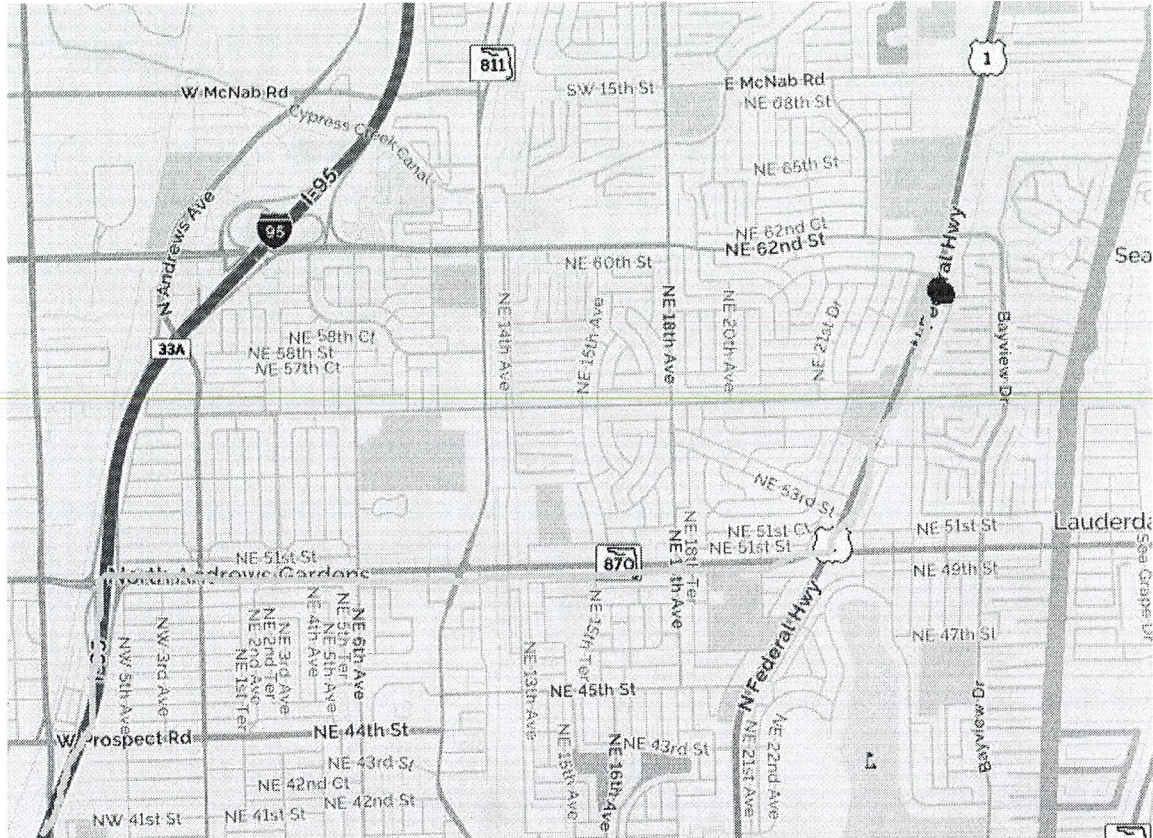 811
1
W McNab Rd
SW 15th St
E McNab Rd
NE 68th St
Cypress Creek Canal
NE 65th St
I-95
95
N Andrews Ave
NE 62nd Ct
NE 62nd St
Hwy
Sea
NE 60th St
NE 14th Ave
NE 15th Ave
NE 18th Ave
NE 20th Ave
NE 21st Dr
Bayview Dr
33A
NE 58th Ct
NE 58th St
NE 57th Ct
NE 53rd St
NE 51st Ct
NE 51st St
NE 51st St
Lauderda
NE 51st St
870
NE 18th Ter
North Andrews Gardens
NE 49th St
See Grape Dr
N Federal Hwy
NE 47th St
NW 5th Ave
NW 3rd Ave
NE 1st Ter
NE 2nd Ave
NE 2nd Ter
NE 3rd Ave
NE 4th Ave
NE 5th Ave
NE 5th Ter
NE 6th Ave
NE 13th Ave
NE 15th Ter
NE 45th St
Bayview Dr
W Prospect Rd
NE 44th St
NE 43rd St
NE 43rd St
NE 15th Ave
NE 16th Ave
NE 21st Ave
NE 22nd Ave
NE 42nd Ct
NE 42nd St
NW 41st St
NE 41st St